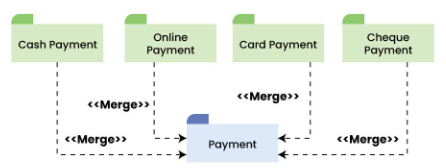 Cash Payment
Online
Payment
Card Payment
Cheque
Payment
<<Merge>>
<<Merge>>
<<Merge>>
<<Merge>>
Payment